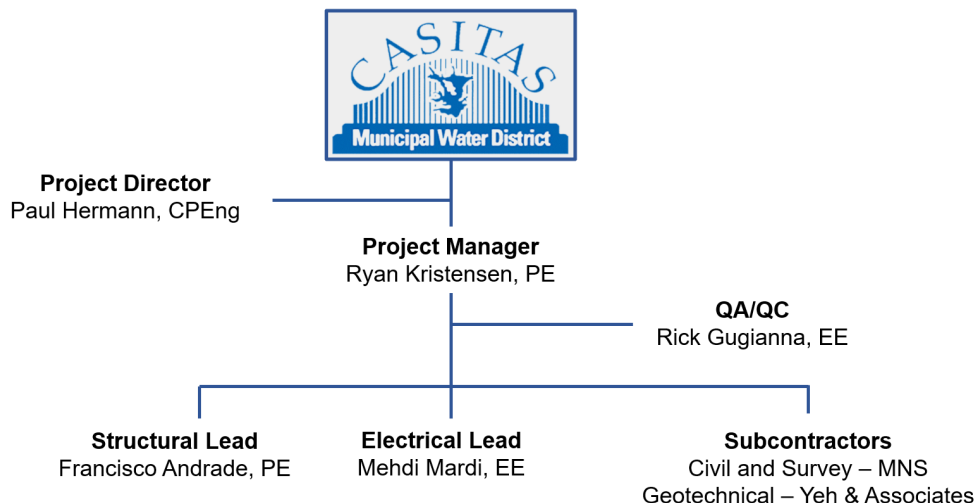 CASITAS
Municipal Water District
Project Director
Paul Hermann, CPEng
Project Manager
Ryan Kristensen, PE
QA/QC
Rick Gugianna, EE
Structural Lead
Francisco Andrade, PE
Electrical Lead
Mehdi Mardi, EE
Subcontractors
Civil and Survey – MNS
Geotechnical – Yeh & Associates